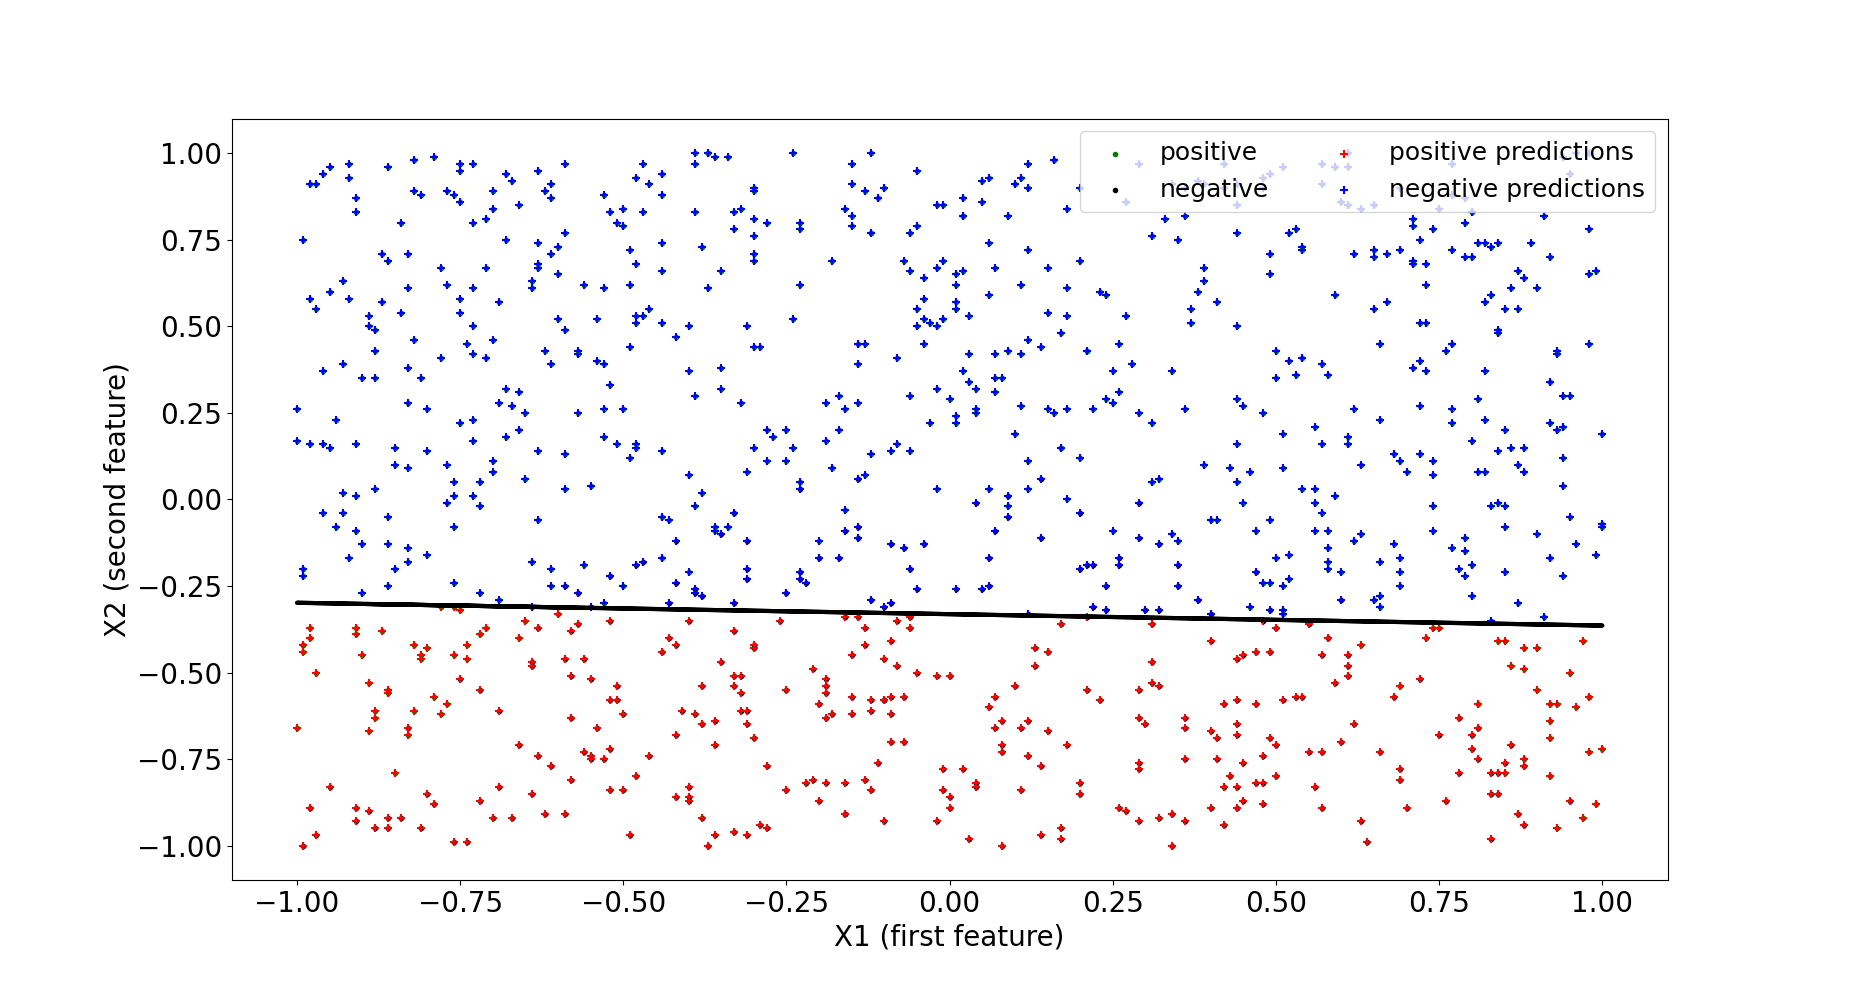 positive
negative
positive predictions
negative predictions
1.00
0.75
0.50
0.25
0.00
−0.25
−0.50
−0.75
−1.00
X2 (second feature)
−1.00 −0.75 −0.50 −0.25 0.00 0.25 0.50 0.75 1.00
X1 (first feature)